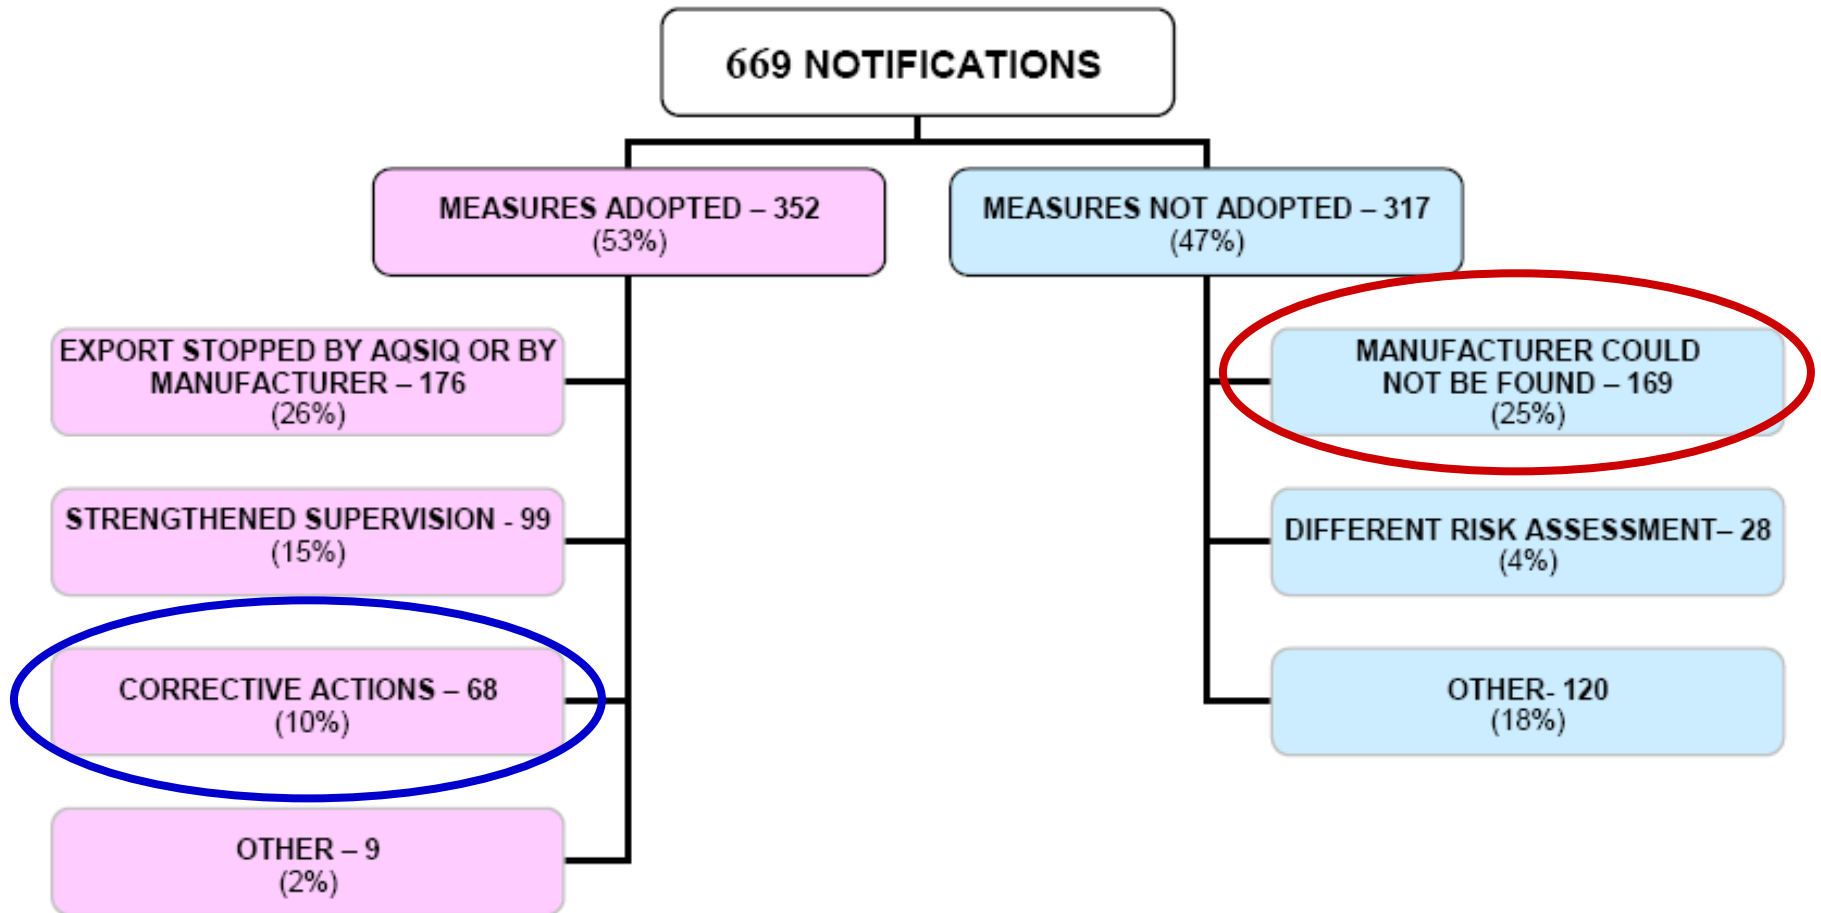 669 NOTIFICATIONS
MEASURES ADOPTED – 352
(53%)
MEASURES NOT ADOPTED – 317
(47%)
EXPORT STOPPED BY AQSIQ OR BY
MANUFACTURER – 176
(26%)
STRENGTHENED SUPERVISION - 99
(15%)
CORRECTIVE ACTIONS – 68
(10%)
OTHER – 9
(2%)
MANUFACTURER COULD
NOT BE FOUND – 169
(25%)
DIFFERENT RISK ASSESSMENT– 28
(4%)
OTHER- 120
(18%)